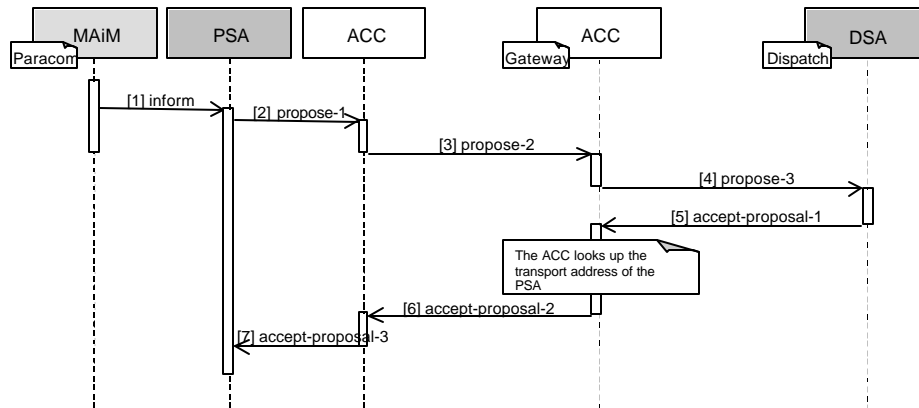 MAiM
PSA
ACC
ACC
DSA
Paracom
Gateway
Dispatch
[1] inform
[2] propose-1
[3] propose-2
[4] propose-3
[5] accept-proposal-1
The ACC looks up the
transport address of the
PSA
[6] accept-proposal-2
[7] accept-proposal-3